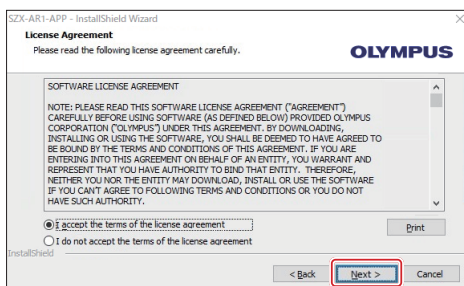 SZX-AR1-APP - InstallShield Wizard
License Agreement
Please read the following license agreement carefully.
OLYMPUS
SOFTWARE LICENSE AGREEMENT
NOTE: PLEASE READ THIS SOFTWARE LICENSE AGREEMENT ("AGREEMENT")
CAREFULLY BEFORE USING SOFTWARE (AS DEFINED BELOW) PROVIDED OLYMPUS
CORPORATION ("OLYMPUS") UNDER THIS AGREEMENT. BY DOWNLOADING,
INSTALLING OR USING THE SOFTWARE, YOU SHALL BE DEEMED TO HAVE AGREED TO
BE BOUND BY THE TERMS AND CONDITIONS OF THIS AGREEMENT. IF YOU ARE
ENTERING INTO THIS AGREEMENT ON BEHALF OF AN ENTITY, YOU WARRANT AND
REPRESENT THAT YOU HAVE AUTHORITY TO BIND THAT ENTITY. THEREFORE,
NEITHER YOU NOR THE ENTITY MAY DOWNLOAD, INSTALL OR USE THE SOFTWARE
IF YOU CAN'T AGREE TO FOLLOWING TERMS AND CONDITIONS OR YOU DO NOT
HAVE SUCH AUTHORITY.
I accept the terms of the license agreement
Print
I do not accept the terms of the license agreement
InstallShield
< Back
Next >
Cancel